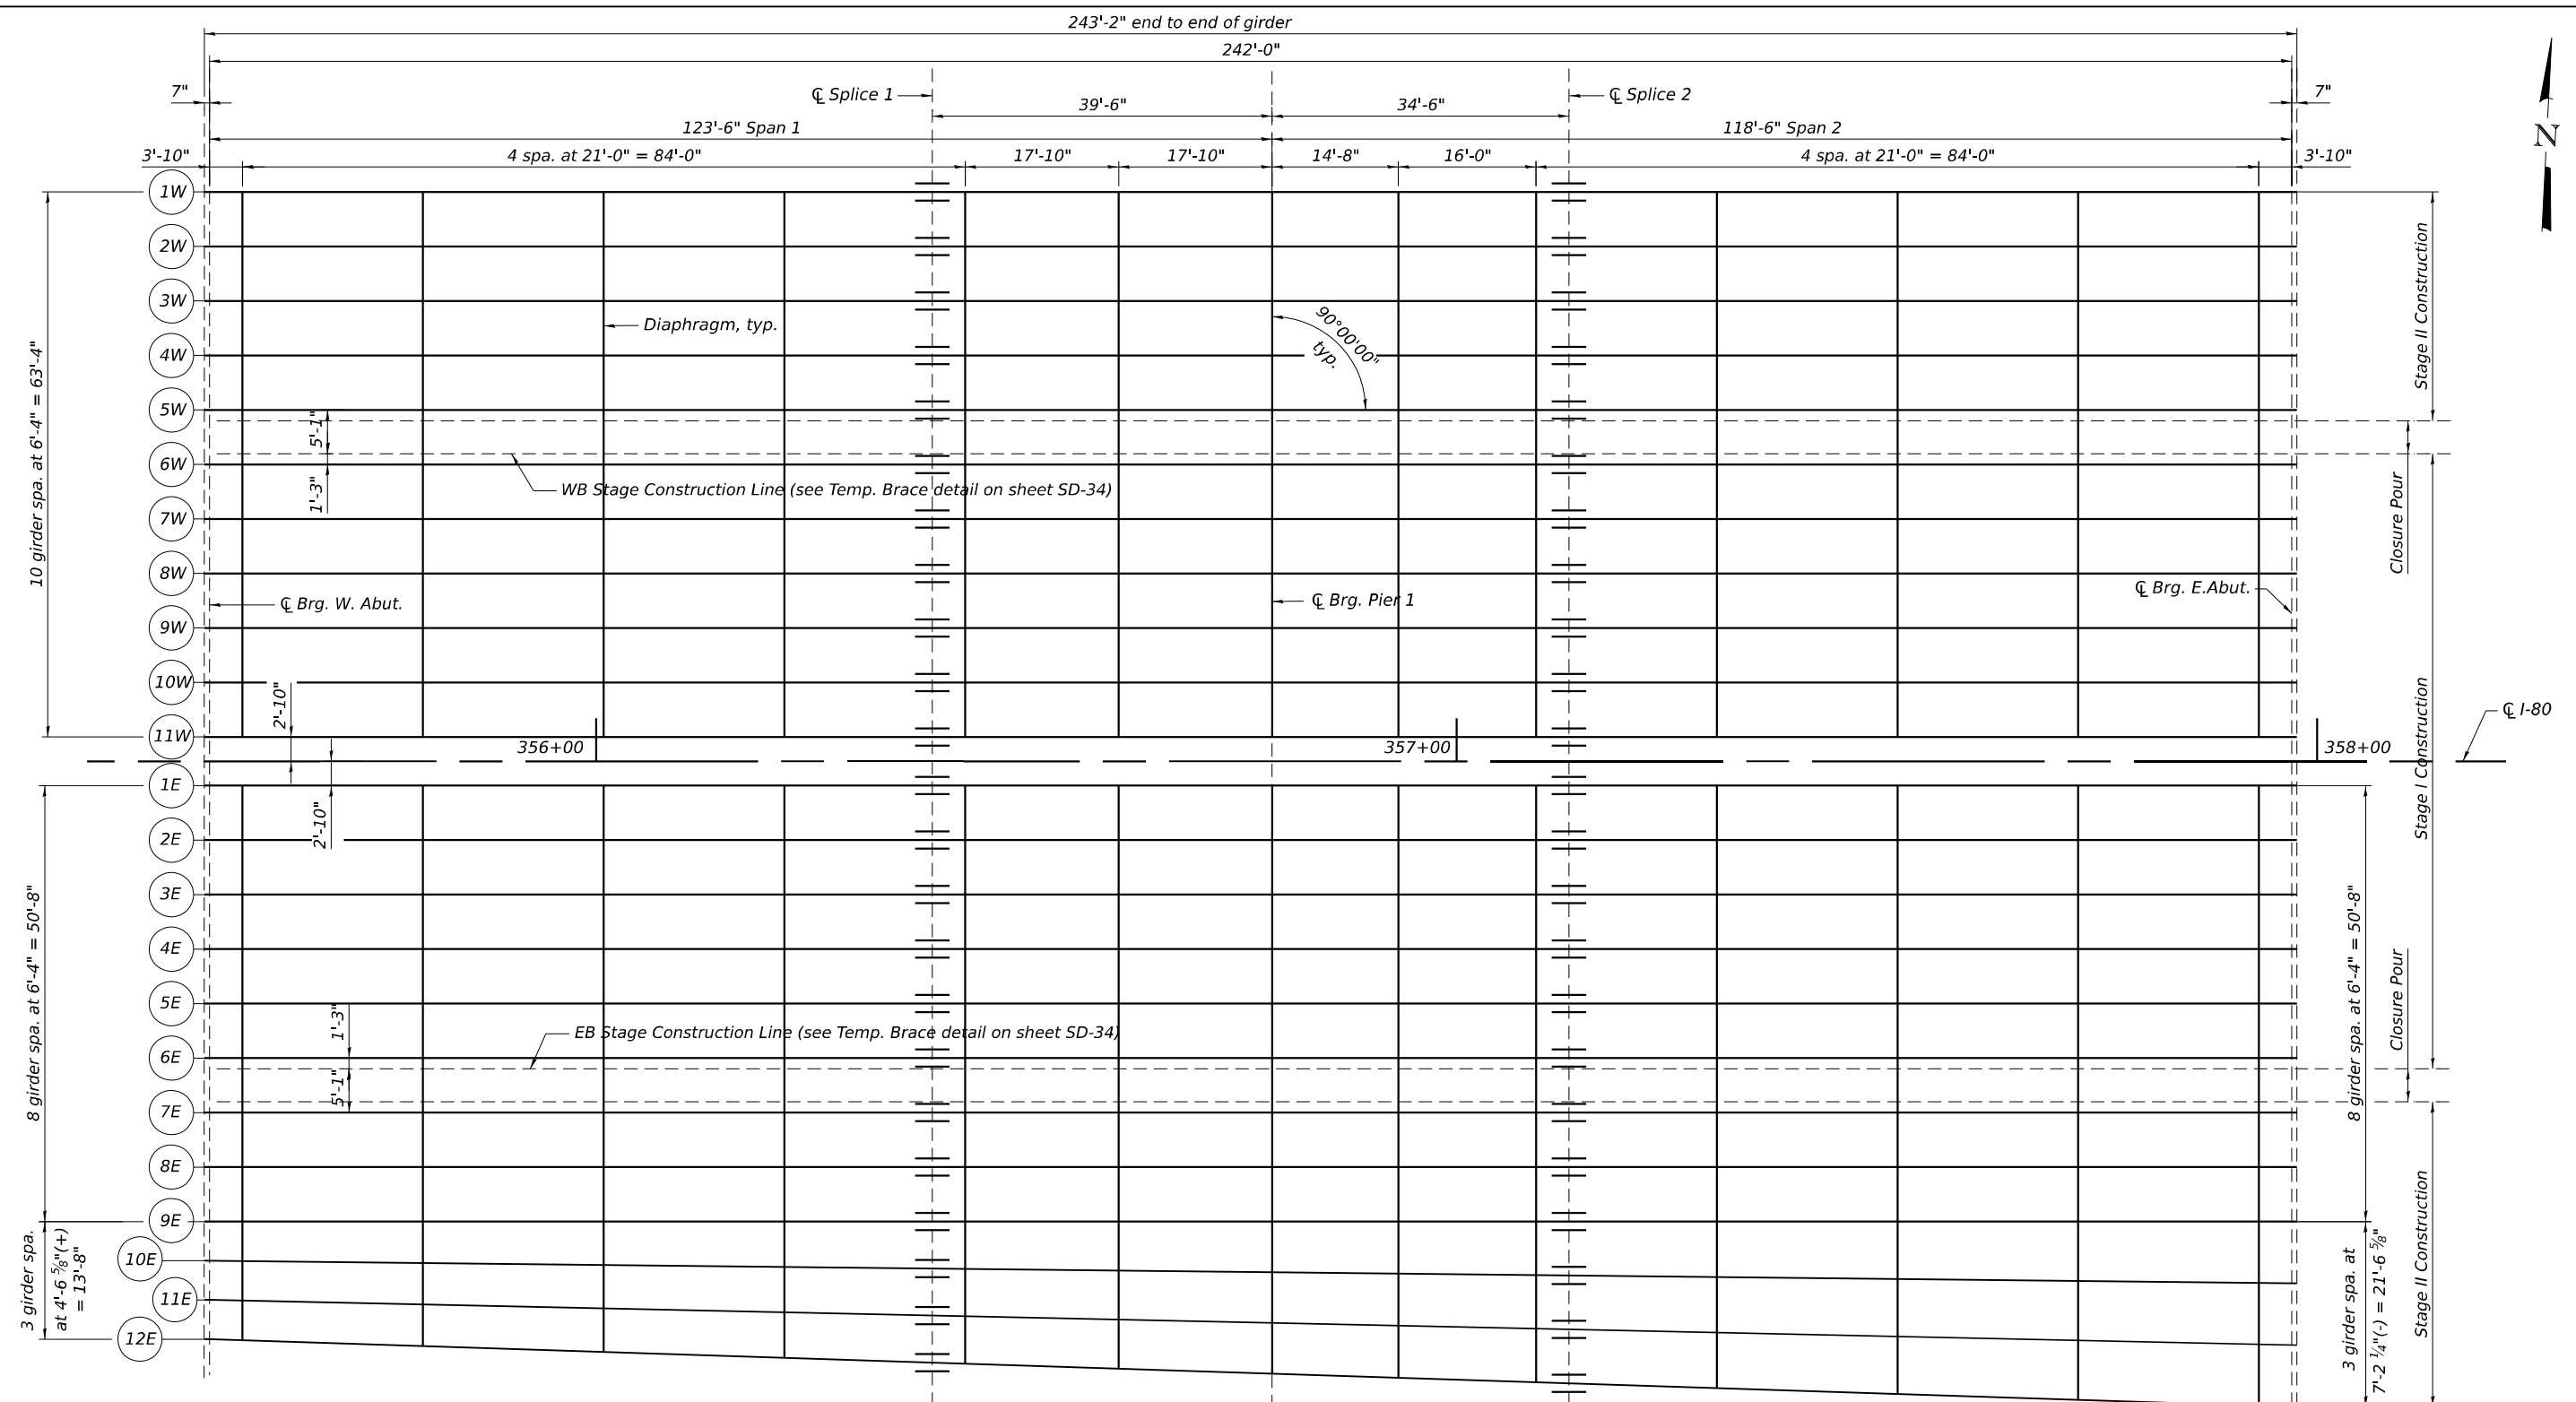 243'-2" end to end of girder
242'-0"
7"
℄ Splice 1
39'-6"
34'-6"
℄ Splice 2
7"
123'-6" Span 1
118'-6" Span 2
3'-10"
4 spa. at 21'-0" = 84'-0"
17'-10"
17'-10"
14'-8"
16'-0"
4 spa. at 21'-0" = 84'-0"
3'-10"
N
1W
2W
3W
4W
5W
6W
7W
8W
9W
10W
11W
1E
2E
3E
4E
5E
6E
7E
8E
9E
10E
11E
12E
10 girder spa. at 6'-4" = 63'-4"
Diaphragm, typ.
90°00'00"
typ.
5'-1"
1'-3"
WB Stage Construction Line (see Temp. Brace detail on sheet SD-34)
℄ Brg. W. Abut.
℄ Brg. Pier 1
℄ Brg. E.Abut.
Stage II Construction
Closure Pour
2'-10"
356+00
357+00
358+00
℄ I-80
2'-10"
Stage I Construction
8 girder spa. at 6'-4" = 50'-8"
8 girder spa. at 6'-4" = 50'-8"
1'-3"
EB Stage Construction Line (see Temp. Brace detail on sheet SD-34)
5'-1"
Closure Pour
3 girder spa.
at 4'-6 5/8"(+)
= 13'-8"
3 girder spa. at
7'-2 1/4"(-) = 21'-6 5/8"
Stage II Construction